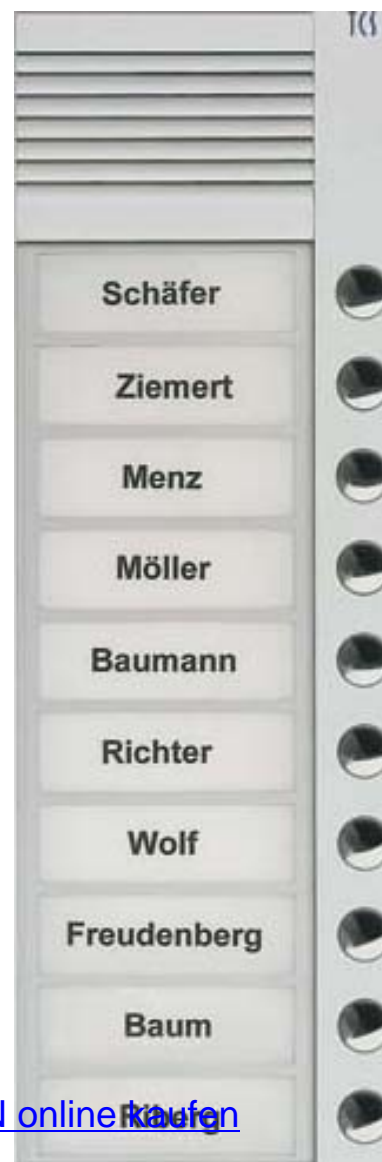 TCS
Schäfer
Ziemert
Menz
Möller
Baumann
Richter
Wolf
Freudenberg
Baum
online kaufen